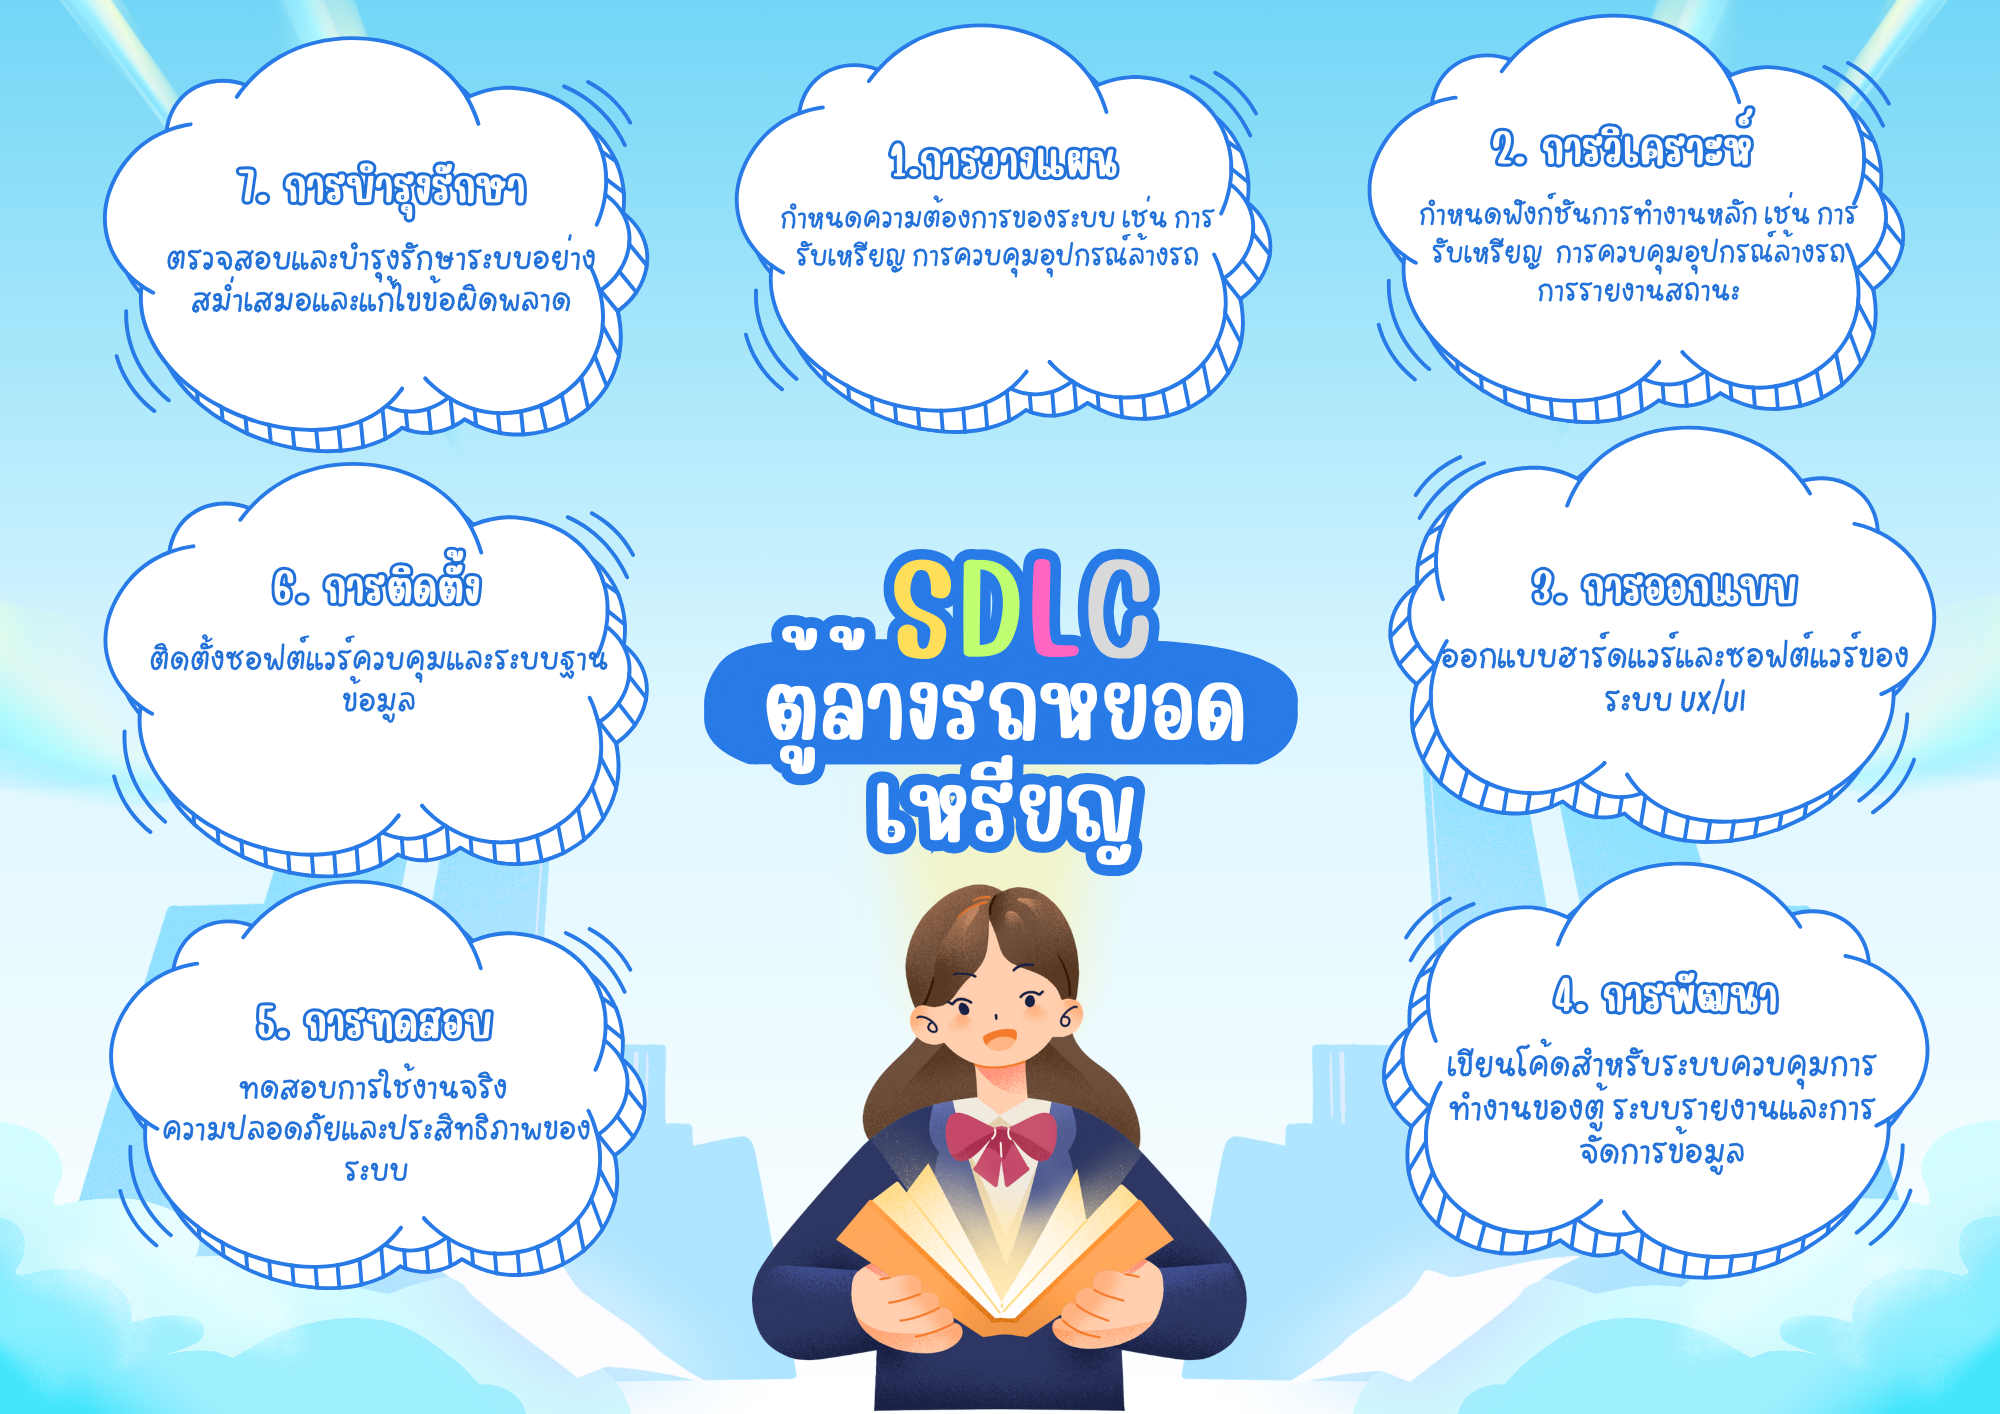 SDLC
ตู้ล้างรถหยอด
เหรียญ
1.การวางแผน
กำหนดความต้องการของระบบ เช่น การ
รับเหรียญ การควบคุมอุปกรณ์ล้างรถ
2. การวิเคราะห์
กำหนดฟังก์ชันการทำงานหลัก เช่น การ
รับเหรียญ การควบคุมอุปกรณ์ล้างรถ
การรายงานสถานะ
3. การออกแบบ
ออกแบบฮาร์ดแวร์และซอฟต์แวร์ของ
ระบบ UX/UI
4. การพัฒนา
เขียนโค้ดสำหรับระบบควบคุมการ
ทำงานของตู้ ระบบรายงานและการ
จัดการข้อมูล
5. การทดสอบ
ทดสอบการใช้งานจริง
ความปลอดภัยและประสิทธิภาพของ
ระบบ
6. การติดตั้ง
ติดตั้งซอฟต์แวร์ควบคุมและระบบฐาน
ข้อมูล
7. การบำรุงรักษา
ตรวจสอบและบำรุงรักษาระบบอย่าง
สม่ำเสมอและแก้ไขข้อผิดพลาด